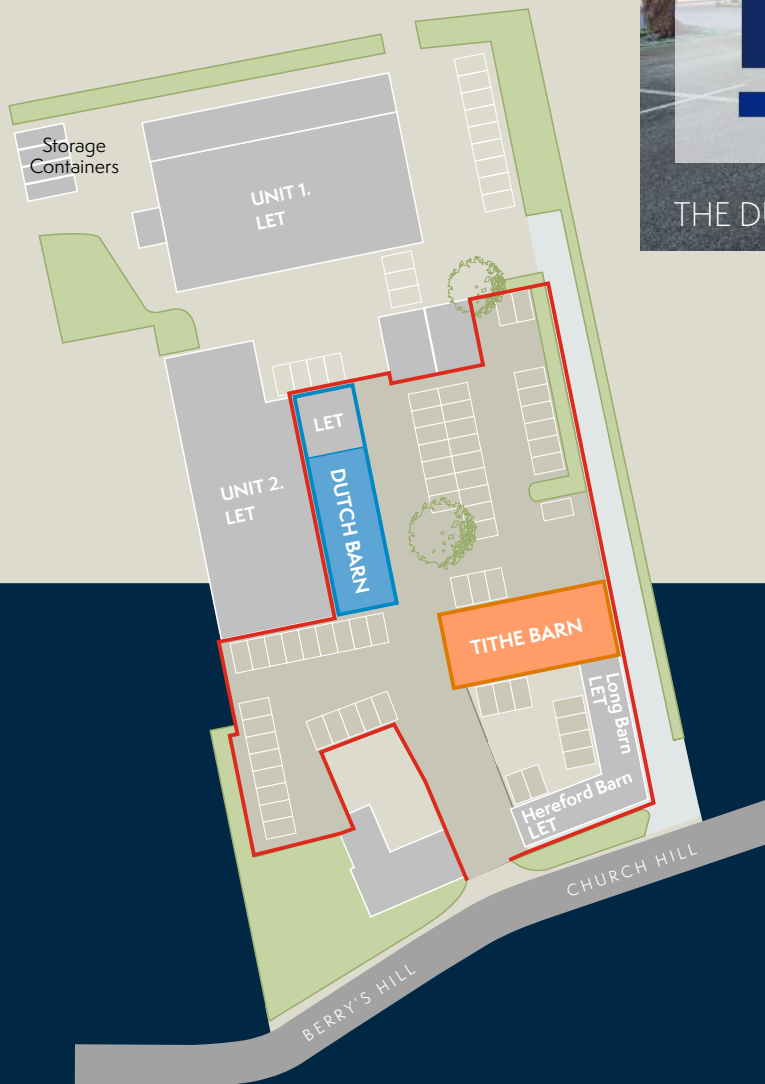 Storage
Containers
UNIT 1.
LET
THE DU
LET
UNIT 2.
LET
DUTCH BARN
TITHE BARN
Long Barn
LET
Hereford Barn
LET
CHURCH HILL
BERRY'S HILL